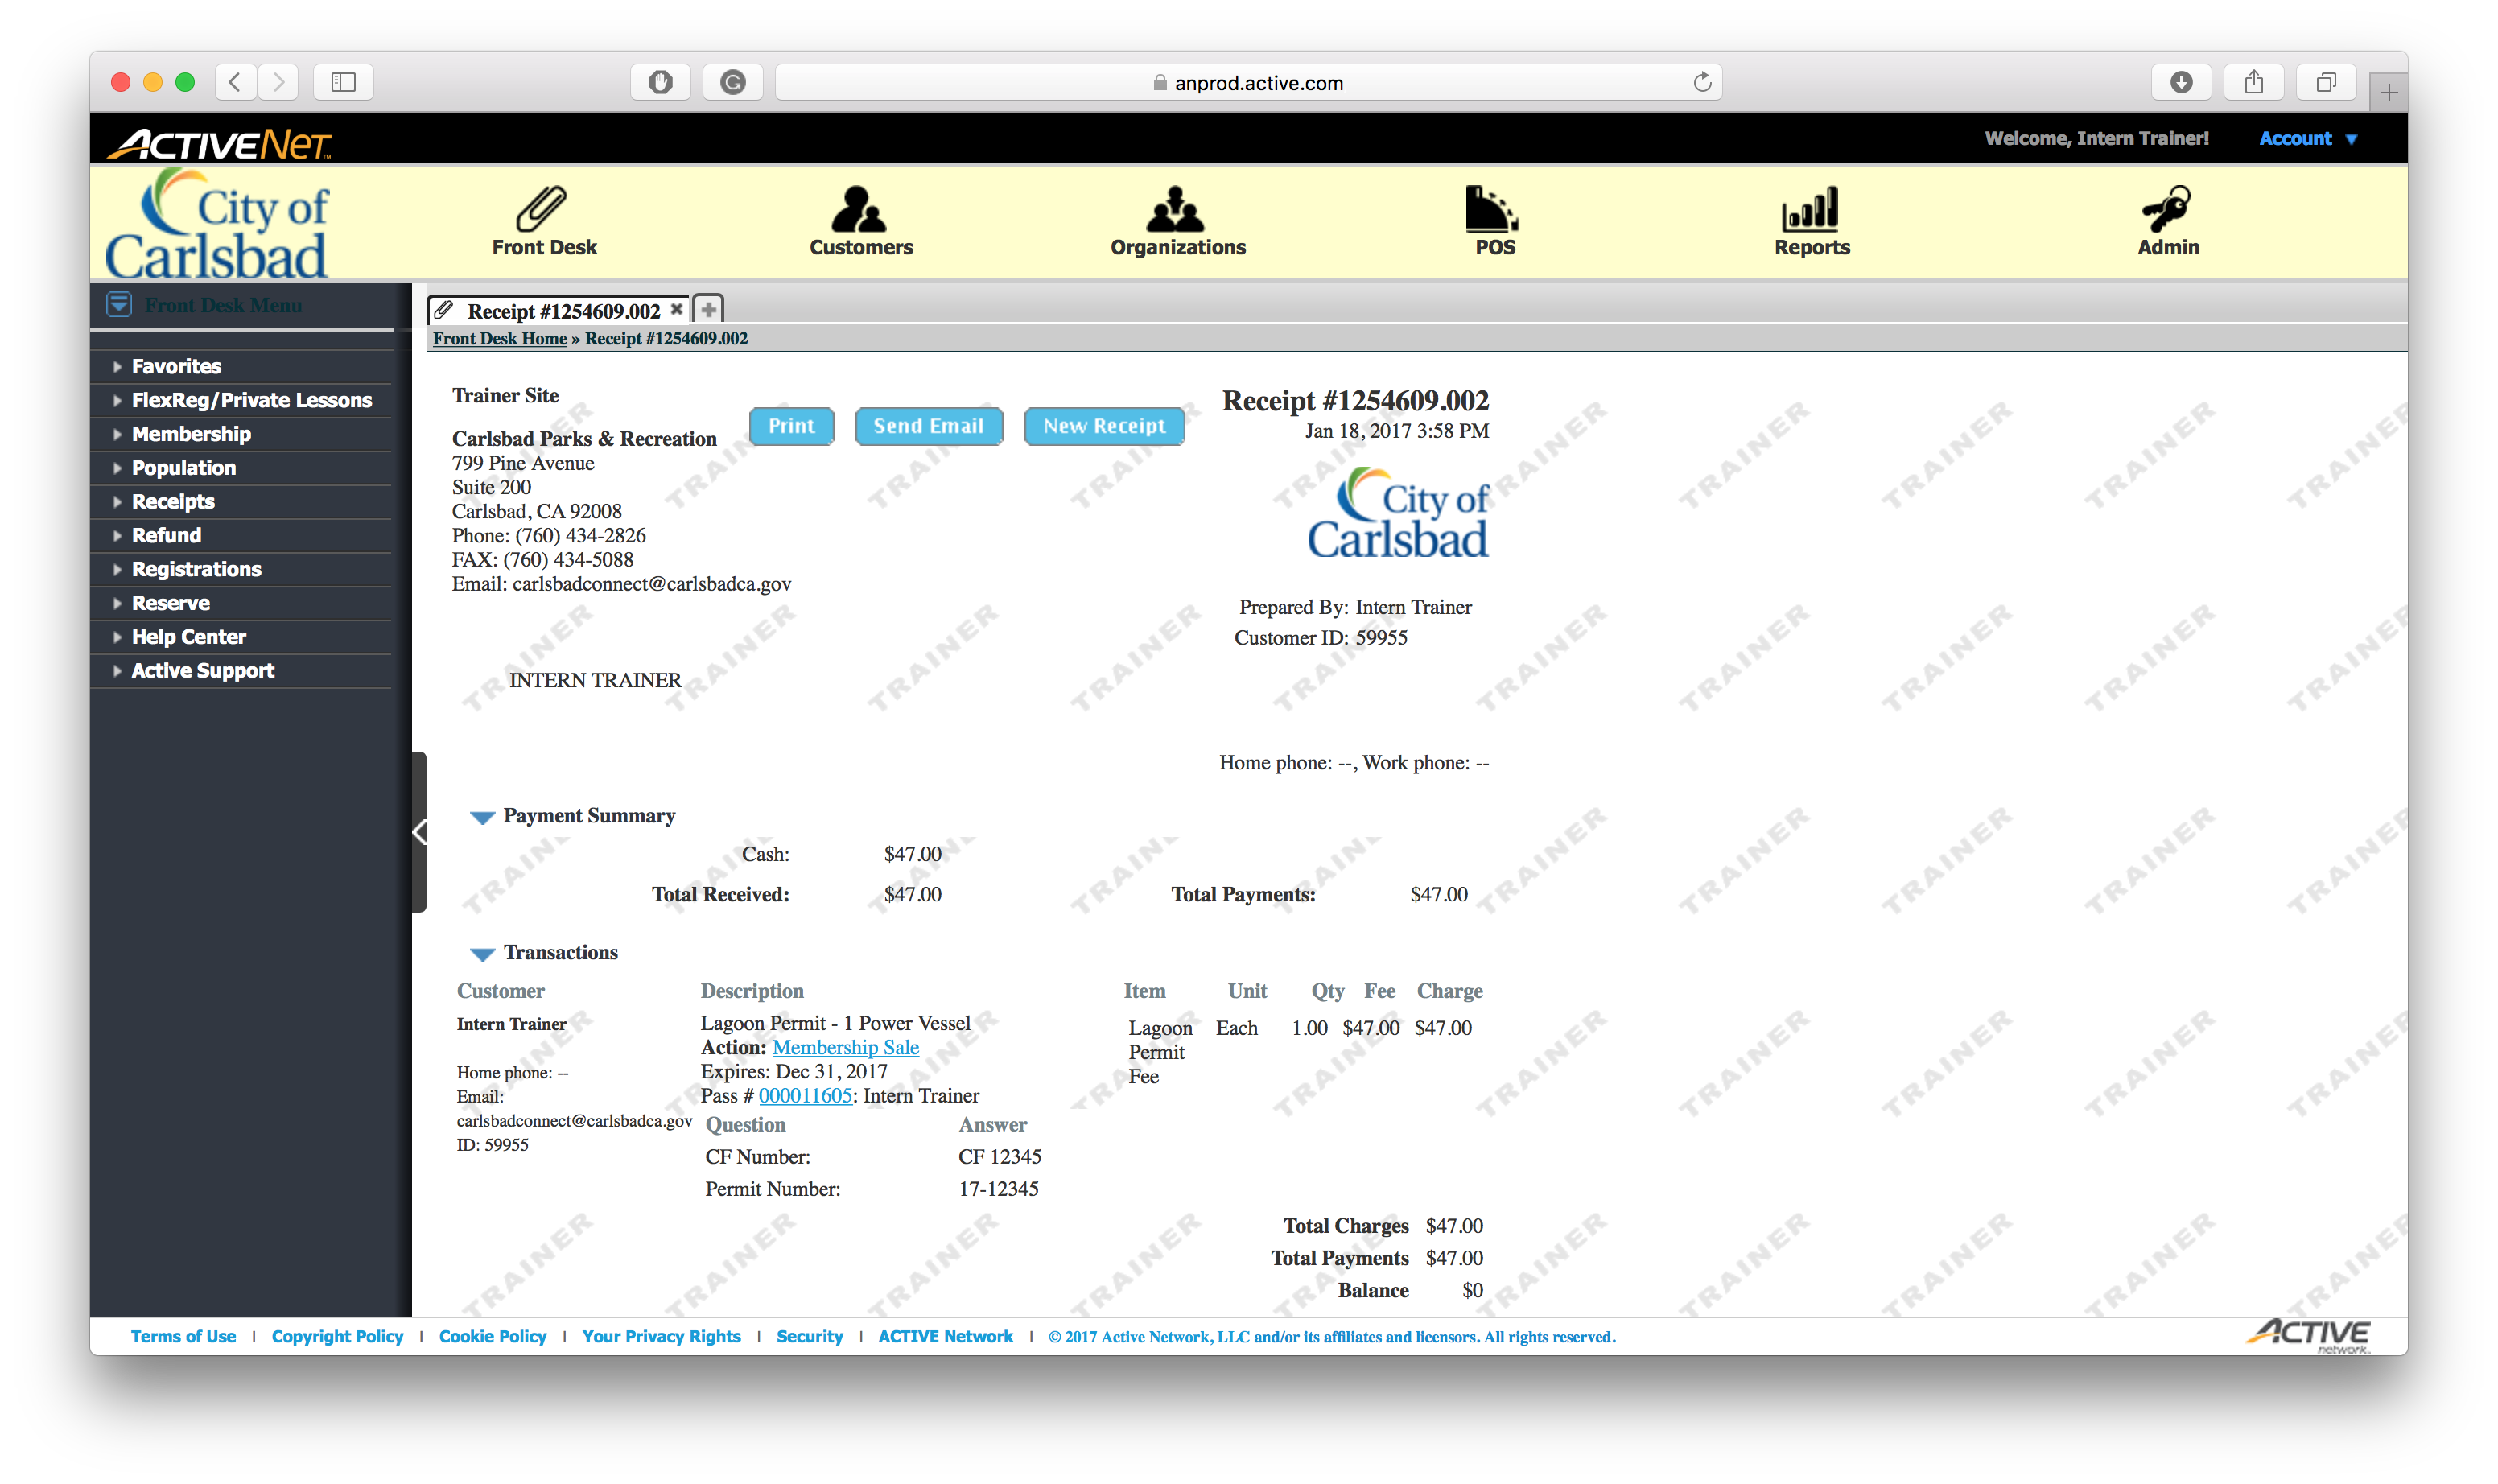 anprod.active.com
ACTIVENET
Welcome, Intern Trainer!
Account
City of
Carlsbad
Front Desk
Customers
Organizations
POS
Reports
Admin
Front Desk Menu
Favorites
FlexReg/Private Lessons
Membership
Population
Receipts
Refund
Registrations
Reserve
Help Center
Active Support
Receipt #1254609.002
Front Desk Home » Receipt #1254609.002
Trainer Site
Print
Send Email
New Receipt
Receipt #1254609.002
Jan 18, 2017 3:58 PM
Carlsbad Parks & Recreation
799 Pine Avenue
Suite 200
Carlsbad, CA 92008
Phone: (760) 434-2826
FAX: (760) 434-5088
Email: carlsbadconnect@carlsbadca.gov
City of
Carlsbad
Prepared By: Intern Trainer
Customer ID: 59955
INTERN TRAINER
Home phone: --, Work phone: --
Payment Summary
Cash: $47.00
Total Received: $47.00 Total Payments: $47.00
Transactions
Customer Description Item Unit Qty Fee Charge
Intern Trainer
Home phone: --
Email:
carlsbadconnect@carlsbadca.gov
ID: 59955
Lagoon Permit - 1 Power Vessel
Action: Membership Sale
Expires: Dec 31, 2017
Pass # 000011605: Intern Trainer
Question Answer
CF Number: CF 12345
Permit Number: 17-12345
Lagoon Each 1.00 $47.00 $47.00
Permit
Fee
Total Charges $47.00
Total Payments $47.00
Balance $0
TRAINER
Terms of Use | Copyright Policy | Cookie Policy | Your Privacy Rights | Security | ACTIVE Network | © 2017 Active Network, LLC and/or its affiliates and licensors. All rights reserved.
ACTIVE
network